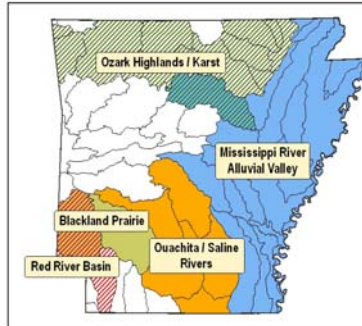 Ozark Highlands / Karst
Mississippi River
Alluvial Valley
Blackland Prairie
Ouachita / Saline
Rivers
Red River Basin